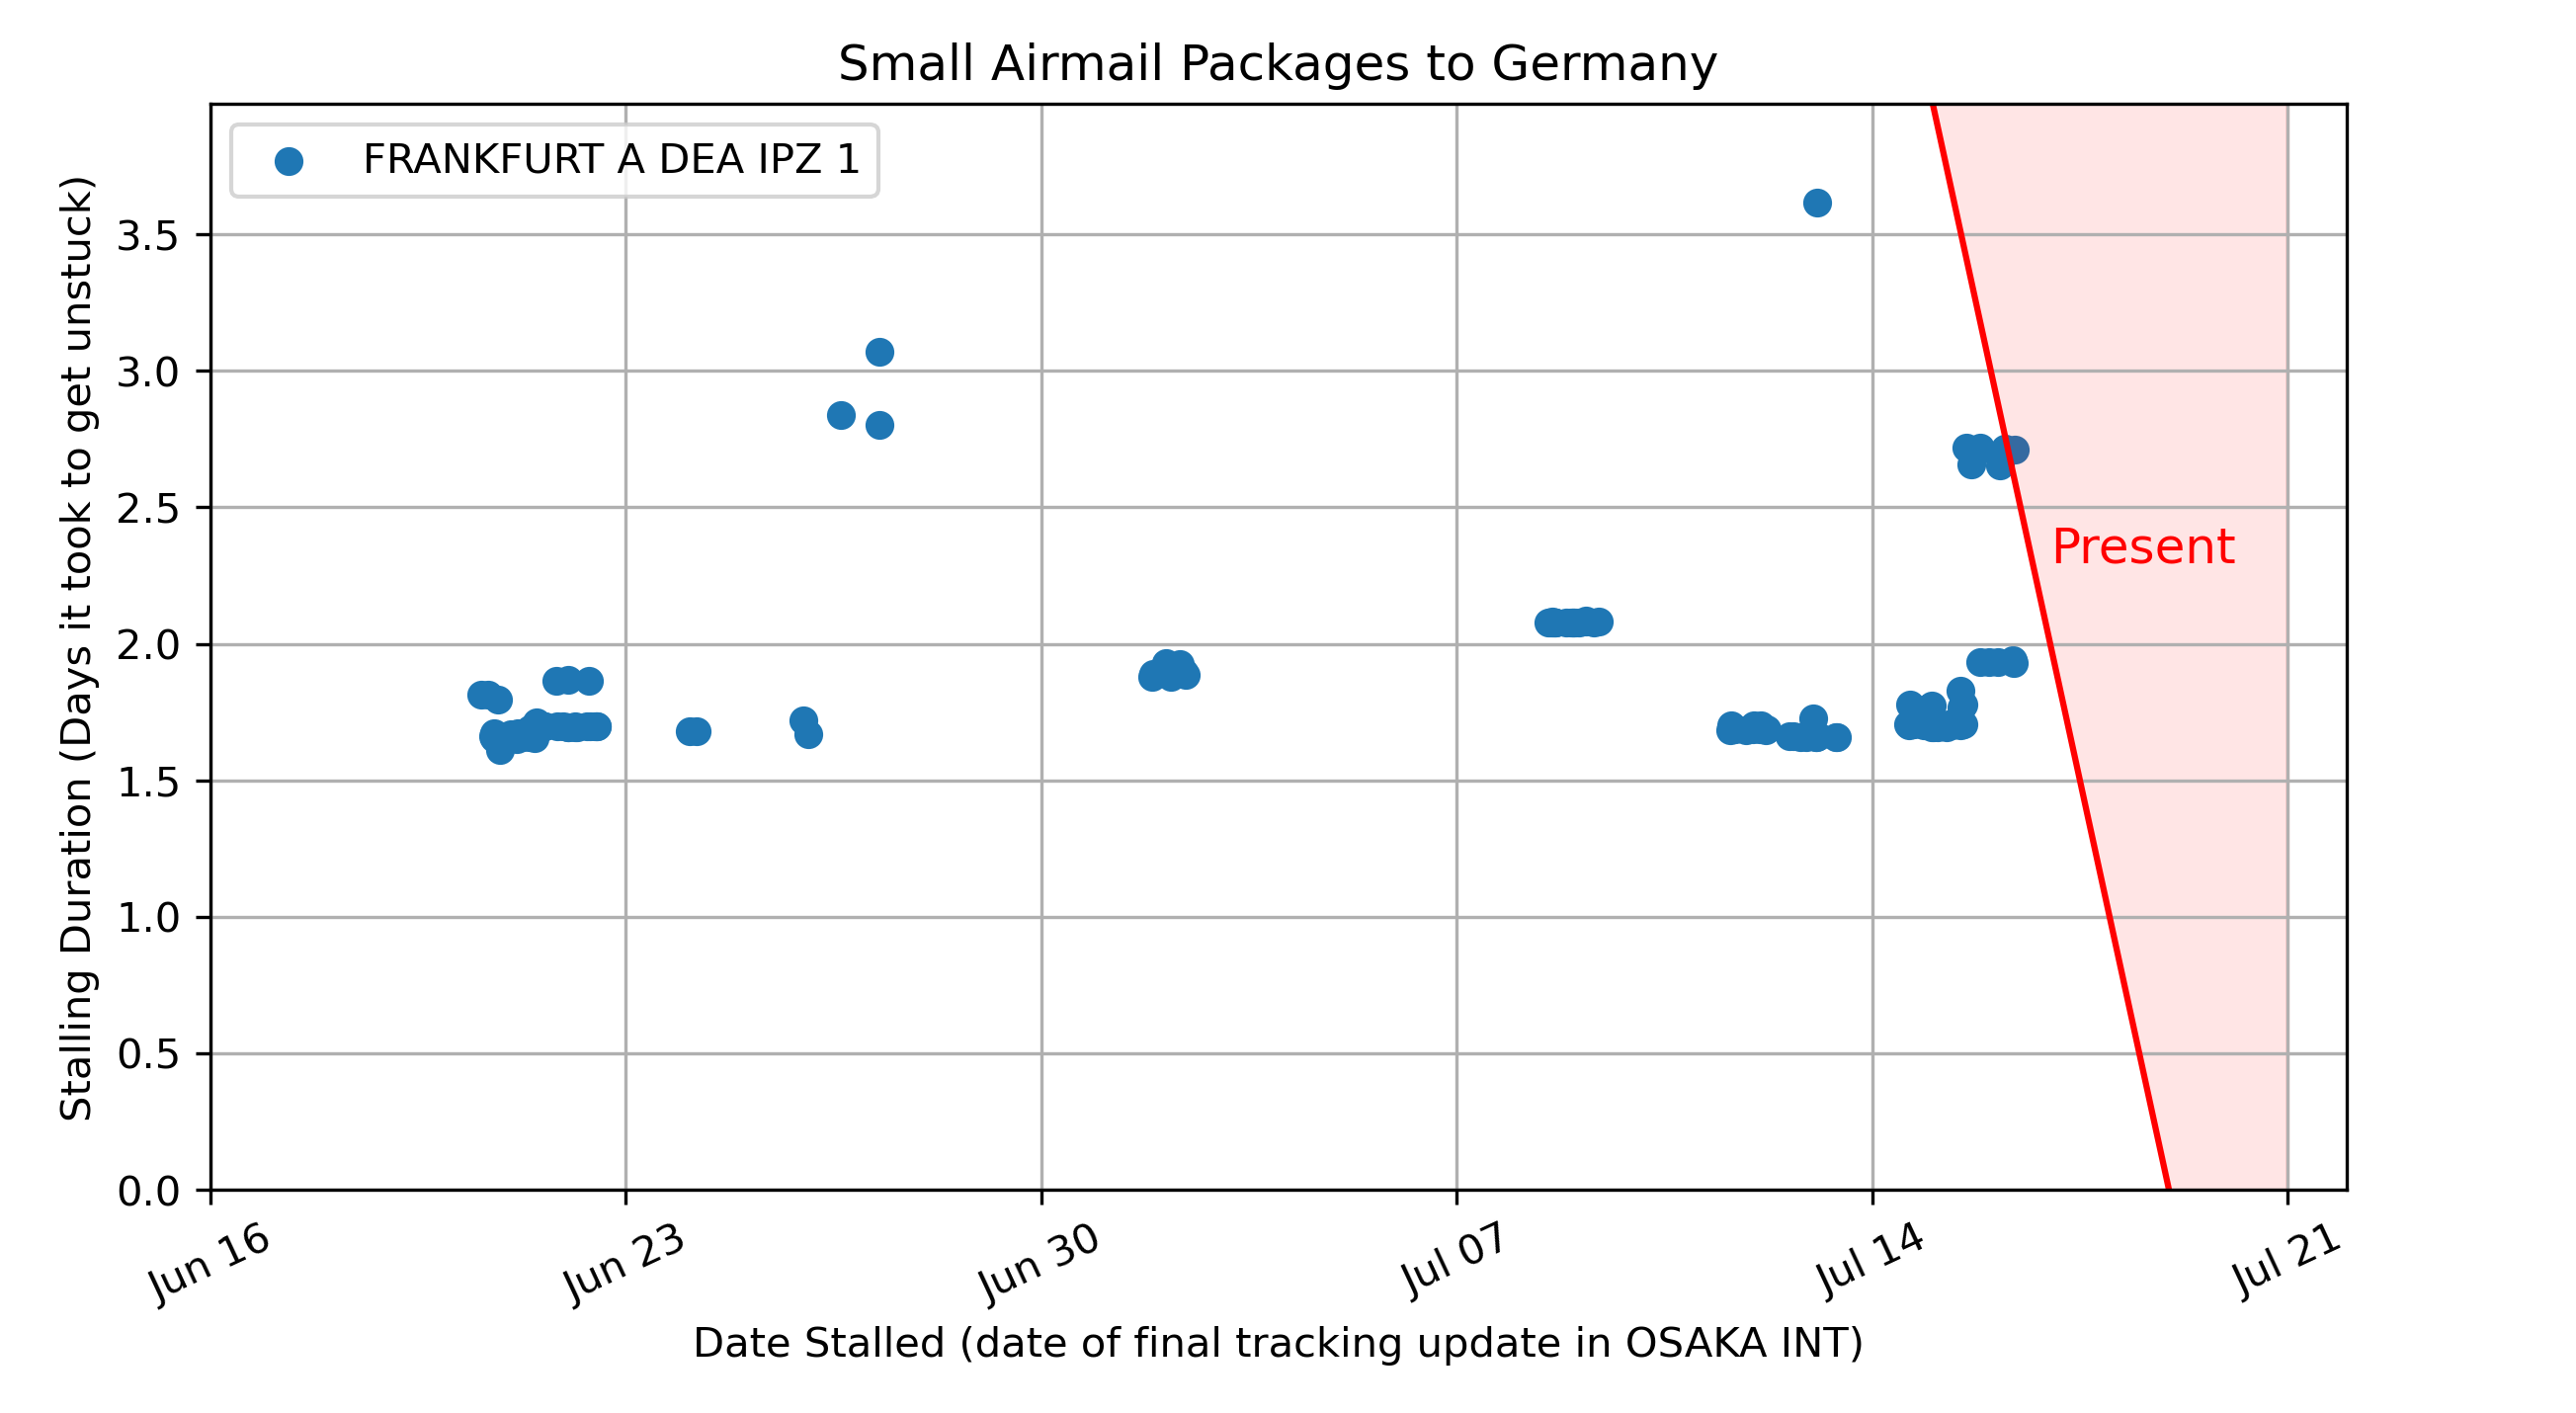 Small Airmail Packages to Germany
FRANKFURT A DEA IPZ 1
Stalling Duration (Days it took to get unstuck)
3.5
3.0
2.5
2.0
1.5
1.0
0.5
0.0
Present
Jun 16
Jun 23
Jun 30
Jul 07
Jul 14
Jul 21
Date Stalled (date of final tracking update in OSAKA INT)